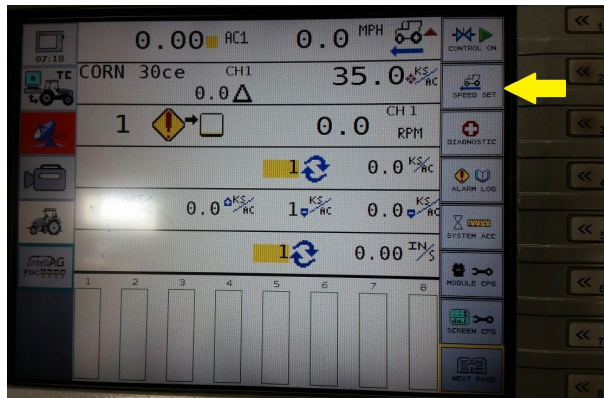 0.00 AC1 0.0 MPH
CONTROL ON
07:18
TC CORN 30ce CH1 35.0 KS/AC
0.0 Δ
SPEED SET
1 0.0 CH 1 RPM
DIAGNOSTIC
1 0.0 KS/AC
ALARM LOG
0.0 KS/AC 1 KS/AC 0.0 KS/AC
SYSTEM ACC
IntelliAG
PDC
1 0.00 IN/S
MODULE CFG
1 2 3 4 5 6 7 8
SCREEN CFG
NEXT PAGE